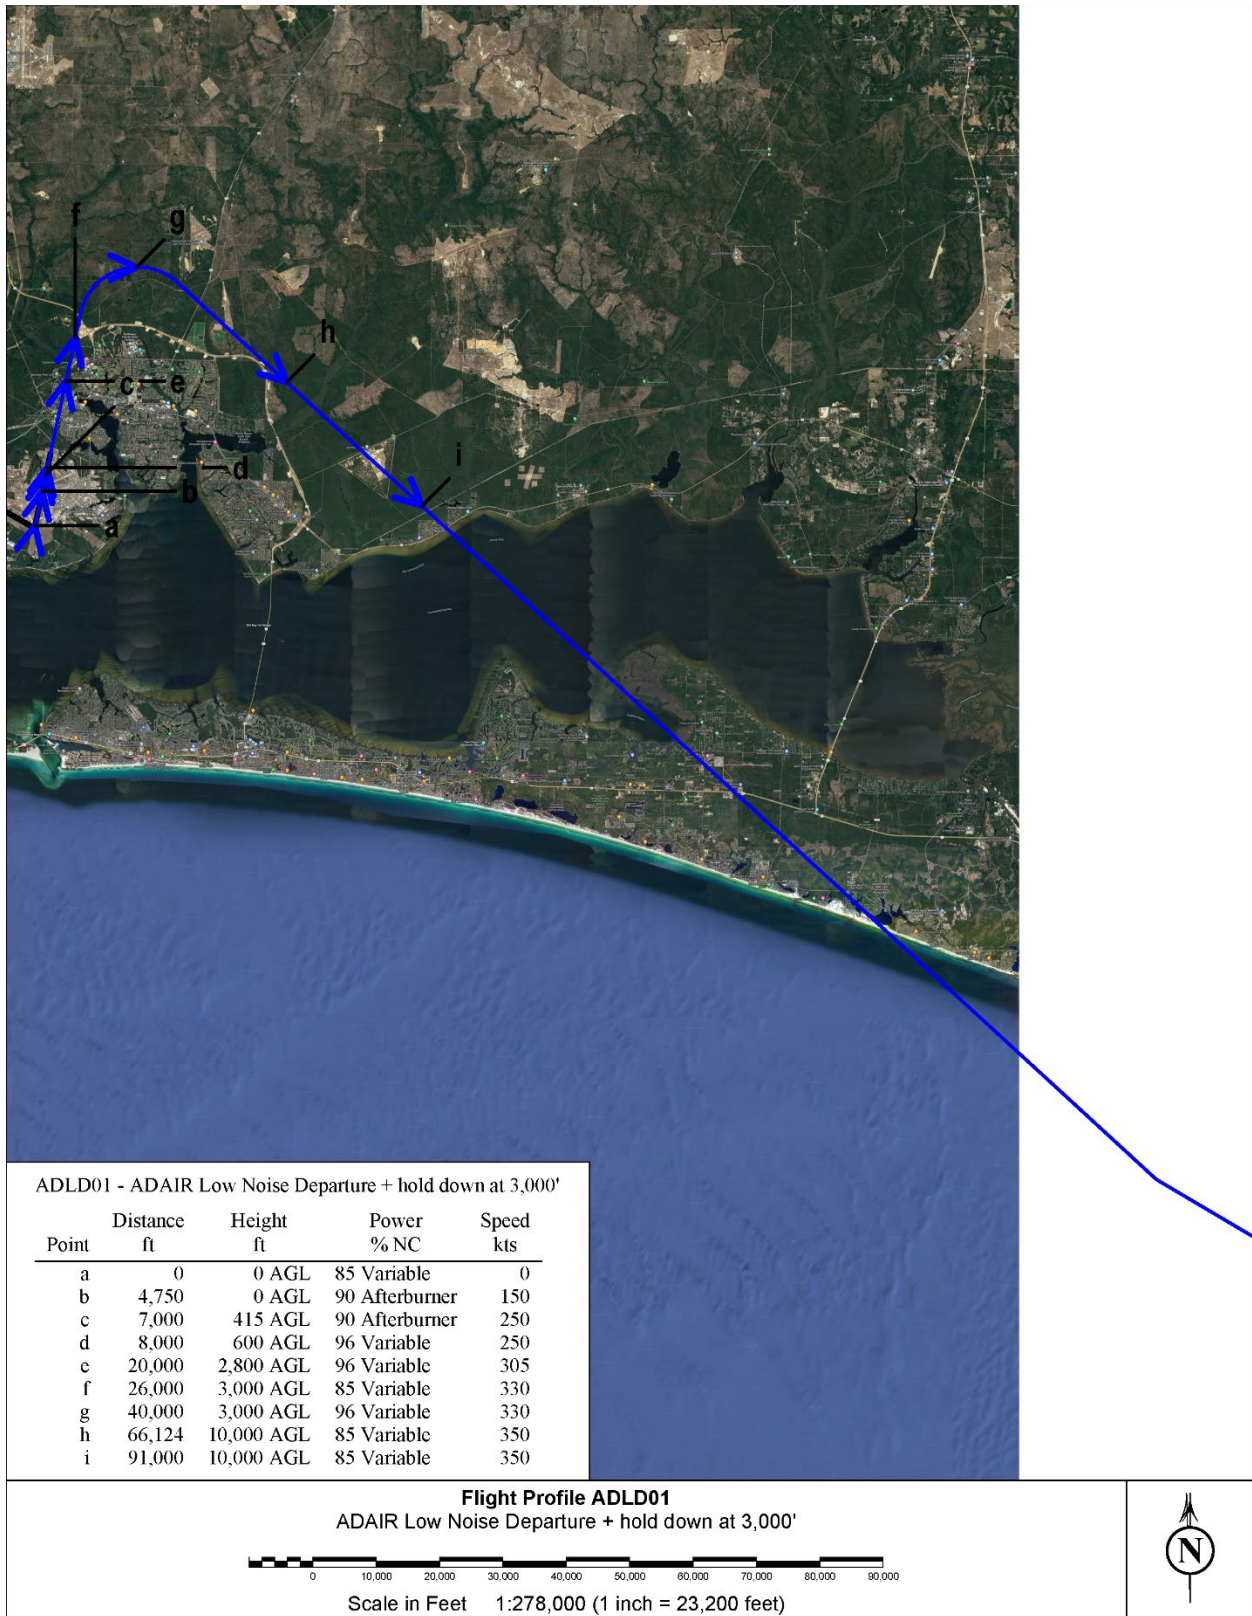 f
g
h
c
e
i
d
b
a
ADLD01 - ADAIR Low Noise Departure + hold down at 3,000'
Distance Height Power Speed
Point ft ft % NC kts
a 0 0 AGL 85 Variable 0
b 4,750 0 AGL 90 Afterburner 150
c 7,000 415 AGL 90 Afterburner 250
d 8,000 600 AGL 96 Variable 250
e 20,000 2,800 AGL 96 Variable 305
f 26,000 3,000 AGL 85 Variable 330
g 40,000 3,000 AGL 96 Variable 330
h 66,124 10,000 AGL 85 Variable 350
i 91,000 10,000 AGL 85 Variable 350
Flight Profile ADLD01
ADAIR Low Noise Departure + hold down at 3,000'
0 10,000 20,000 30,000 40,000 50,000 60,000 70,000 80,000 90,000
Scale in Feet 1:278,000 (1 inch = 23,200 feet)
N